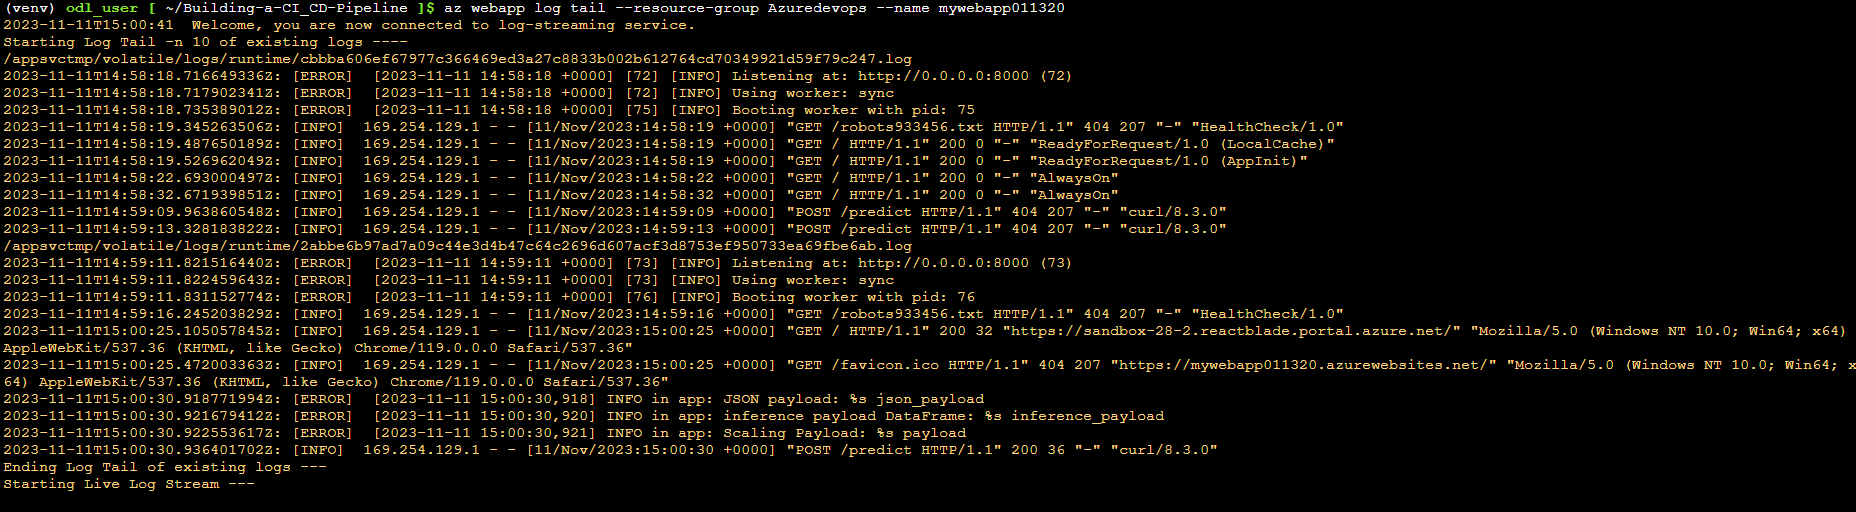 (venv) odl_user [ ~/Building-a-CI_CD-Pipeline ]$ az webapp log tail --resource-group Azuredevops --name mywebapp011320
2023-11-11T15:00:41  Welcome, you are now connected to log-streaming service.
Starting Log Tail -n 10 of existing logs ----
/appsvctmp/volatile/logs/runtime/cbbba606ef67977c366469ed3a27c8833b002b612764cd70349921d59f79c247.log
2023-11-11T14:58:18.716649336Z: [ERROR]  [2023-11-11 14:58:18 +0000] [72] [INFO] Listening at: http://0.0.0.0:8000 (72)
2023-11-11T14:58:18.717902341Z: [ERROR]  [2023-11-11 14:58:18 +0000] [72] [INFO] Using worker: sync
2023-11-11T14:58:18.735389012Z: [ERROR]  [2023-11-11 14:58:18 +0000] [75] [INFO] Booting worker with pid: 75
2023-11-11T14:58:19.345263506Z: [INFO]  169.254.129.1 - - [11/Nov/2023:14:58:19 +0000] "GET /robots933456.txt HTTP/1.1" 404 207 "-" "HealthCheck/1.0"
2023-11-11T14:58:19.487650189Z: [INFO]  169.254.129.1 - - [11/Nov/2023:14:58:19 +0000] "GET / HTTP/1.1" 200 0 "-" "ReadyForRequest/1.0 (LocalCache)"
2023-11-11T14:58:19.526962049Z: [INFO]  169.254.129.1 - - [11/Nov/2023:14:58:19 +0000] "GET / HTTP/1.1" 200 0 "-" "ReadyForRequest/1.0 (AppInit)"
2023-11-11T14:58:22.693000497Z: [INFO]  169.254.129.1 - - [11/Nov/2023:14:58:22 +0000] "GET / HTTP/1.1" 200 0 "-" "AlwaysOn"
2023-11-11T14:58:32.671939851Z: [INFO]  169.254.129.1 - - [11/Nov/2023:14:58:32 +0000] "GET / HTTP/1.1" 200 0 "-" "AlwaysOn"
2023-11-11T14:59:09.963860548Z: [INFO]  169.254.129.1 - - [11/Nov/2023:14:59:09 +0000] "POST /predict HTTP/1.1" 404 207 "-" "curl/8.3.0"
2023-11-11T14:59:13.328183822Z: [INFO]  169.254.129.1 - - [11/Nov/2023:14:59:13 +0000] "POST /predict HTTP/1.1" 404 207 "-" "curl/8.3.0"
/appsvctmp/volatile/logs/runtime/2abbe6b97ad7a09c44e3d4b47c64c2696d607acf3d8753ef950733ea69fbe6ab.log
2023-11-11T14:59:11.821516440Z: [ERROR]  [2023-11-11 14:59:11 +0000] [73] [INFO] Listening at: http://0.0.0.0:8000 (73)
2023-11-11T14:59:11.822459643Z: [ERROR]  [2023-11-11 14:59:11 +0000] [73] [INFO] Using worker: sync
2023-11-11T14:59:11.831152774Z: [ERROR]  [2023-11-11 14:59:11 +0000] [76] [INFO] Booting worker with pid: 76
2023-11-11T14:59:16.245203829Z: [INFO]  169.254.129.1 - - [11/Nov/2023:14:59:16 +0000] "GET /robots933456.txt HTTP/1.1" 404 207 "-" "HealthCheck/1.0"
2023-11-11T15:00:25.105057845Z: [INFO]  169.254.129.1 - - [11/Nov/2023:15:00:25 +0000] "GET / HTTP/1.1" 200 32 "https://sandbox-28-2.reactblade.portal.azure.net/" "Mozilla/5.0 (Windows NT 10.0; Win64; x64)
AppleWebKit/537.36 (KHTML, like Gecko) Chrome/119.0.0.0 Safari/537.36"
2023-11-11T15:00:25.472003363Z: [INFO]  169.254.129.1 - - [11/Nov/2023:15:00:25 +0000] "GET /favicon.ico HTTP/1.1" 404 207 "https://mywebapp011320.azurewebsites.net/" "Mozilla/5.0 (Windows NT 10.0; Win64; x
64) AppleWebKit/537.36 (KHTML, like Gecko) Chrome/119.0.0.0 Safari/537.36"
2023-11-11T15:00:30.918771994Z: [ERROR]  [2023-11-11 15:00:30,918] INFO in app: JSON payload: %s json_payload
2023-11-11T15:00:30.921679412Z: [ERROR]  [2023-11-11 15:00:30,920] INFO in app: inference payload DataFrame: %s inference_payload
2023-11-11T15:00:30.922553617Z: [ERROR]  [2023-11-11 15:00:30,921] INFO in app: Scaling Payload: %s payload
2023-11-11T15:00:30.936401702Z: [INFO]  169.254.129.1 - - [11/Nov/2023:15:00:30 +0000] "POST /predict HTTP/1.1" 200 36 "-" "curl/8.3.0"
Ending Log Tail of existing logs ---
Starting Live Log Stream ---